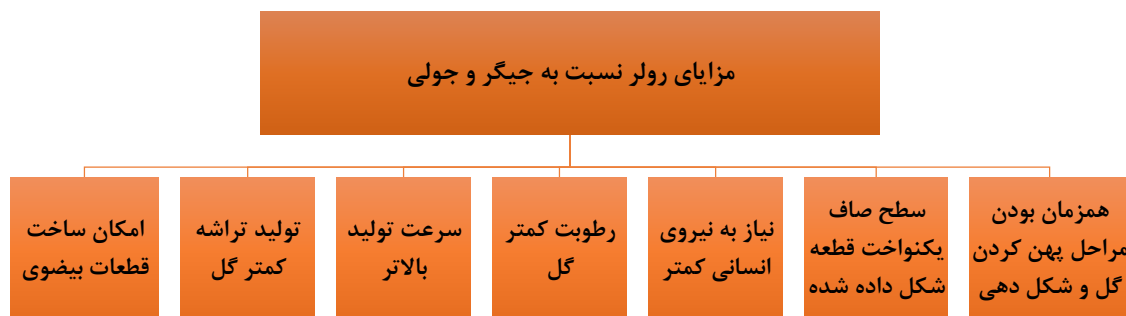 مزایای رولر نسبت به جیگر و جولی
همزمان بودن
مراحل پهن کردن
گل و شکل دهی
سطح صاف
یکنواخت قطعه
شکل داده شده
نیاز به نیروی
انسانی کمتر
رطوبت کمتر
گل
سرعت تولید
بالاتر
تولید تراشه
کمتر گل
امکان ساخت
قطعات بیضوی